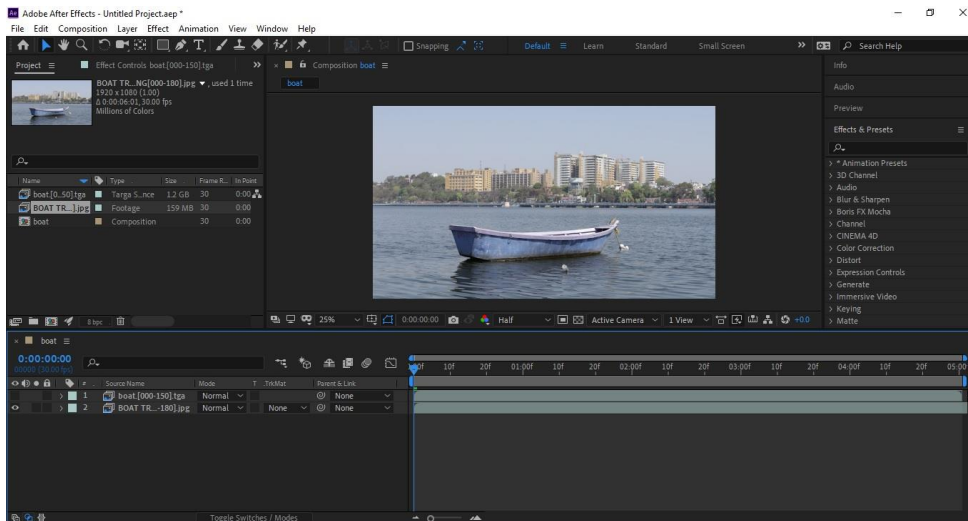 Adobe After Effects - Untitled Project.aep *
File Edit Composition Layer Effect Animation View Window Help
Snapping Default Learn Standard Small Screen Search Help
Project Effect Controls boat[000-150].tga Composition boat Info
BOAT TR...NG[000-180].jpg , used 1 time boat
1920 x 1080 (1.00) Audio
Δ 0:00:06:01, 30.00 fps
Millions of Colors Preview
Effects & Presets
> * Animation Presets
> 3D Channel
Name Type Size Frame R... In Point
> Audio
boat.[0..50].tga Targa S...nce 1.2 GB 30 0:00
> Blur & Sharpen
BOAT TR...].jpg Footage 159 MB 30 0:00
> Boris FX Mocha
boat Composition 30 0:00
> Channel
> CINEMA 4D
> Color Correction
> Distort
> Expression Controls
> Generate
> Immersive Video
> Keying
> Matte
8 bpc 25% 0:00:00:00 Half Active Camera 1 View +0.0
boat
0:00:00:00
00000 (30.00 fps)
10f 20f 01:00f 10f 20f 02:00f 10f 20f 03:00f 10f 20f 04:00f 10f 20f 05:00
# Source Name Mode T .TrkMat Parent & Link
1 boat.[000-150].tga Normal None
2 BOAT TR...-180].jpg Normal None None
Toggle Switches / Modes